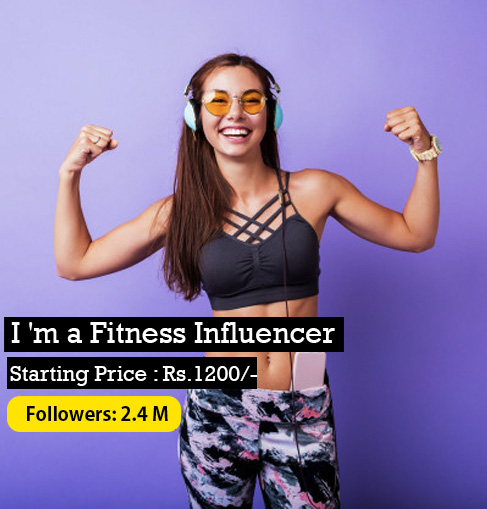 I 'm a Fitness Influencer
Starting Price : Rs.1200/-
Followers: 2.4 M